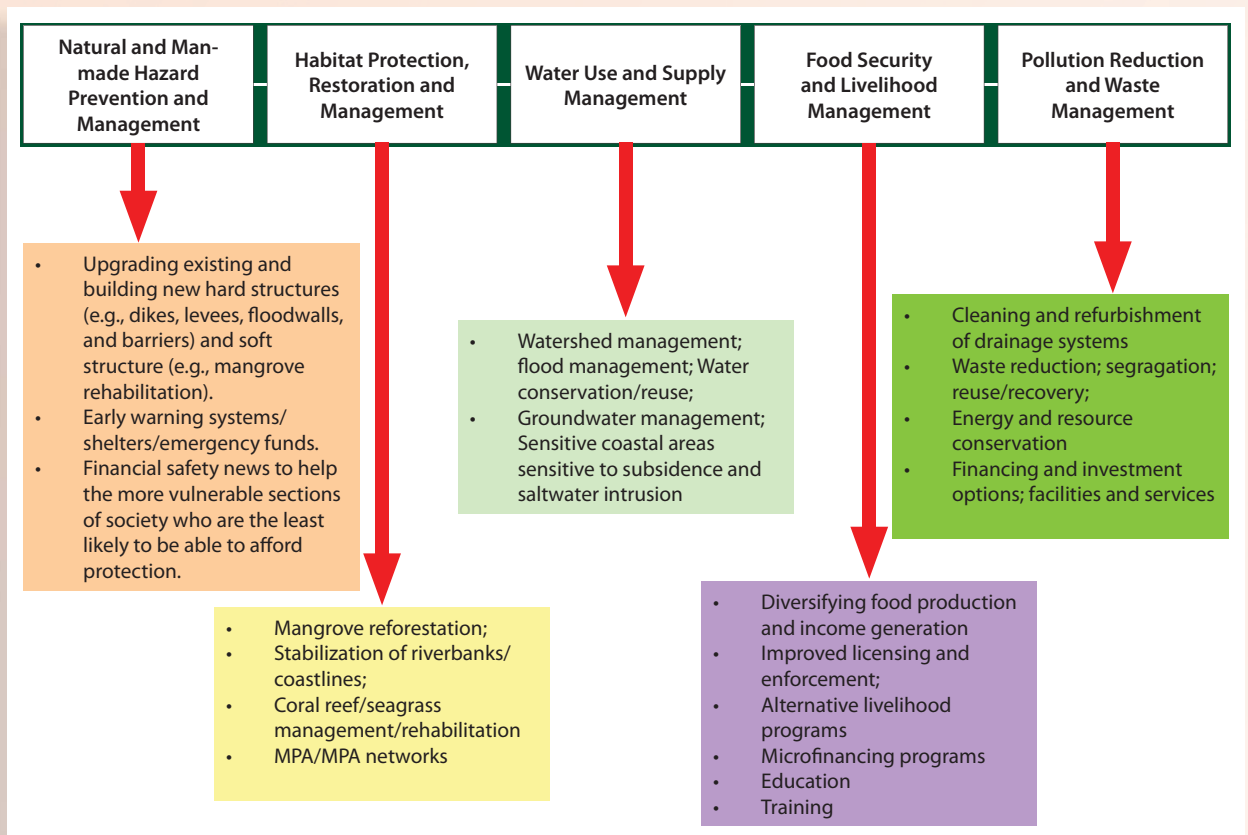 Natural and Man-
made Hazard
Prevention and
Management
Habitat Protection,
Restoration and
Management
Water Use and Supply
Management
Food Security
and Livelihood
Management
Pollution Reduction
and Waste
Management
• Upgrading existing and
building new hard structures
(e.g., dikes, levees, floodwalls,
and barriers) and soft
structure (e.g., mangrove
rehabilitation).
• Early warning systems/
shelters/emergency funds.
• Financial safety news to help
the more vulnerable sections
of society who are the least
likely to be able to afford
protection.
• Mangrove reforestation;
• Stabilization of riverbanks/
coastlines;
• Coral reef/seagrass
management/rehabilitation
• MPA/MPA networks
• Watershed management;
flood management; Water
conservation/reuse;
• Groundwater management;
Sensitive coastal areas
sensitive to subsidence and
saltwater intrusion
• Diversifying food production
and income generation
• Improved licensing and
enforcement;
• Alternative livelihood
programs
• Microfinancing programs
• Education
• Training
• Cleaning and refurbishment
of drainage systems
• Waste reduction; segragation;
reuse/recovery;
• Energy and resource
conservation
• Financing and investment
options; facilities and services